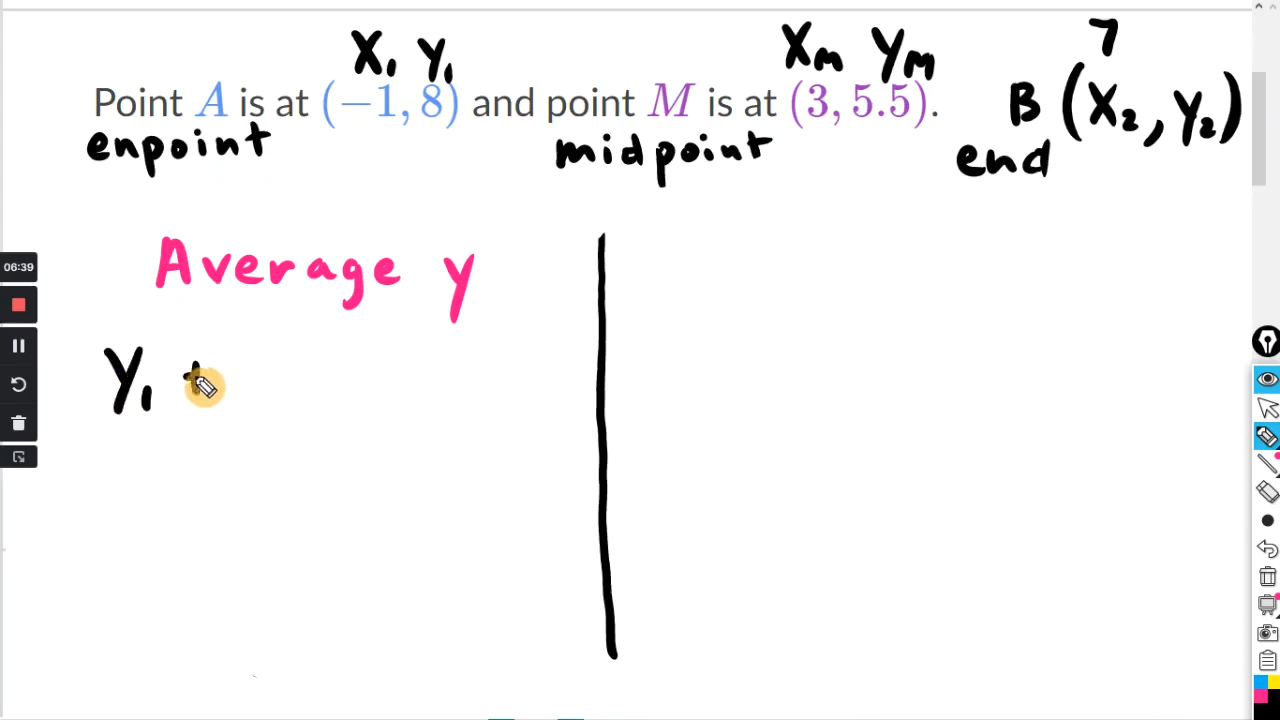 X₁ Y₁ Xₘ Yₘ 7
Point A is at (−1, 8) and point M is at (3, 5.5). B (X₂, Y₂)
enpoint midpoint end
Average y
06:39
Y₁ +